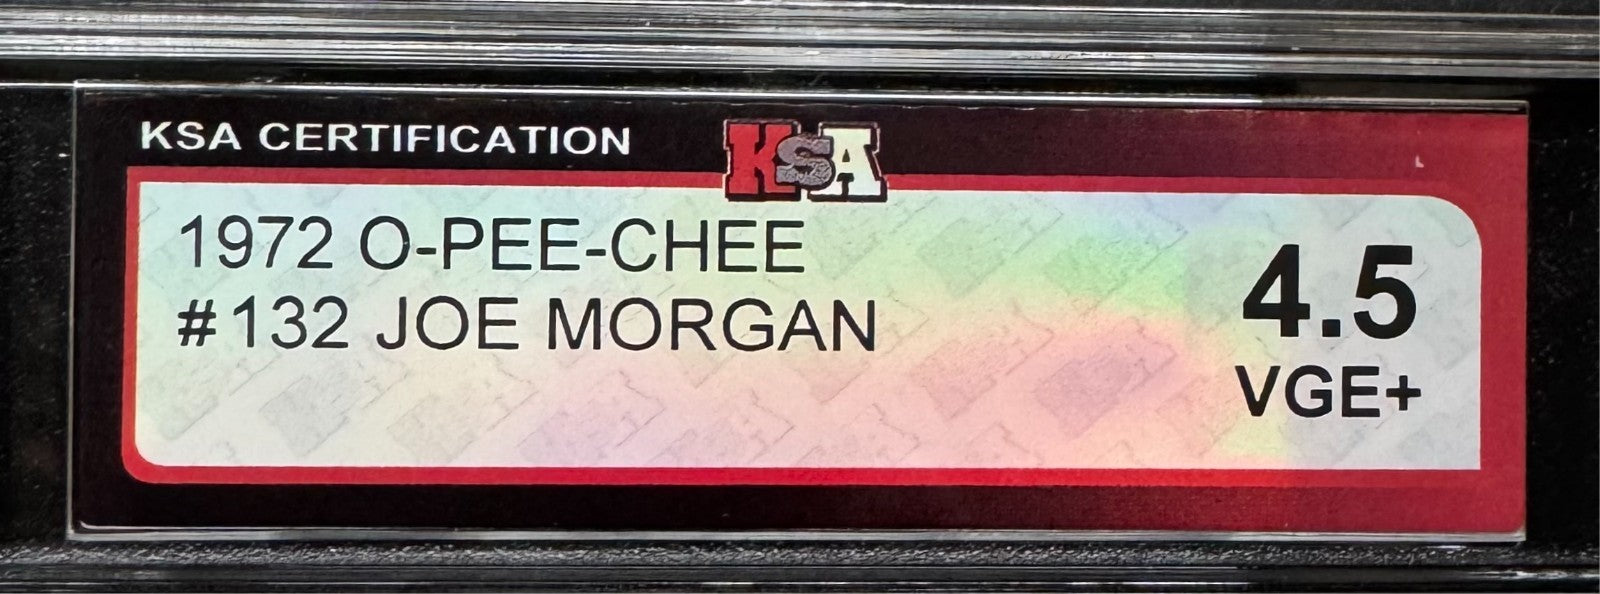 KSA CERTIFICATION
KSA
1972 O-PEE-CHEE
#132 JOE MORGAN
4.5
VGE+